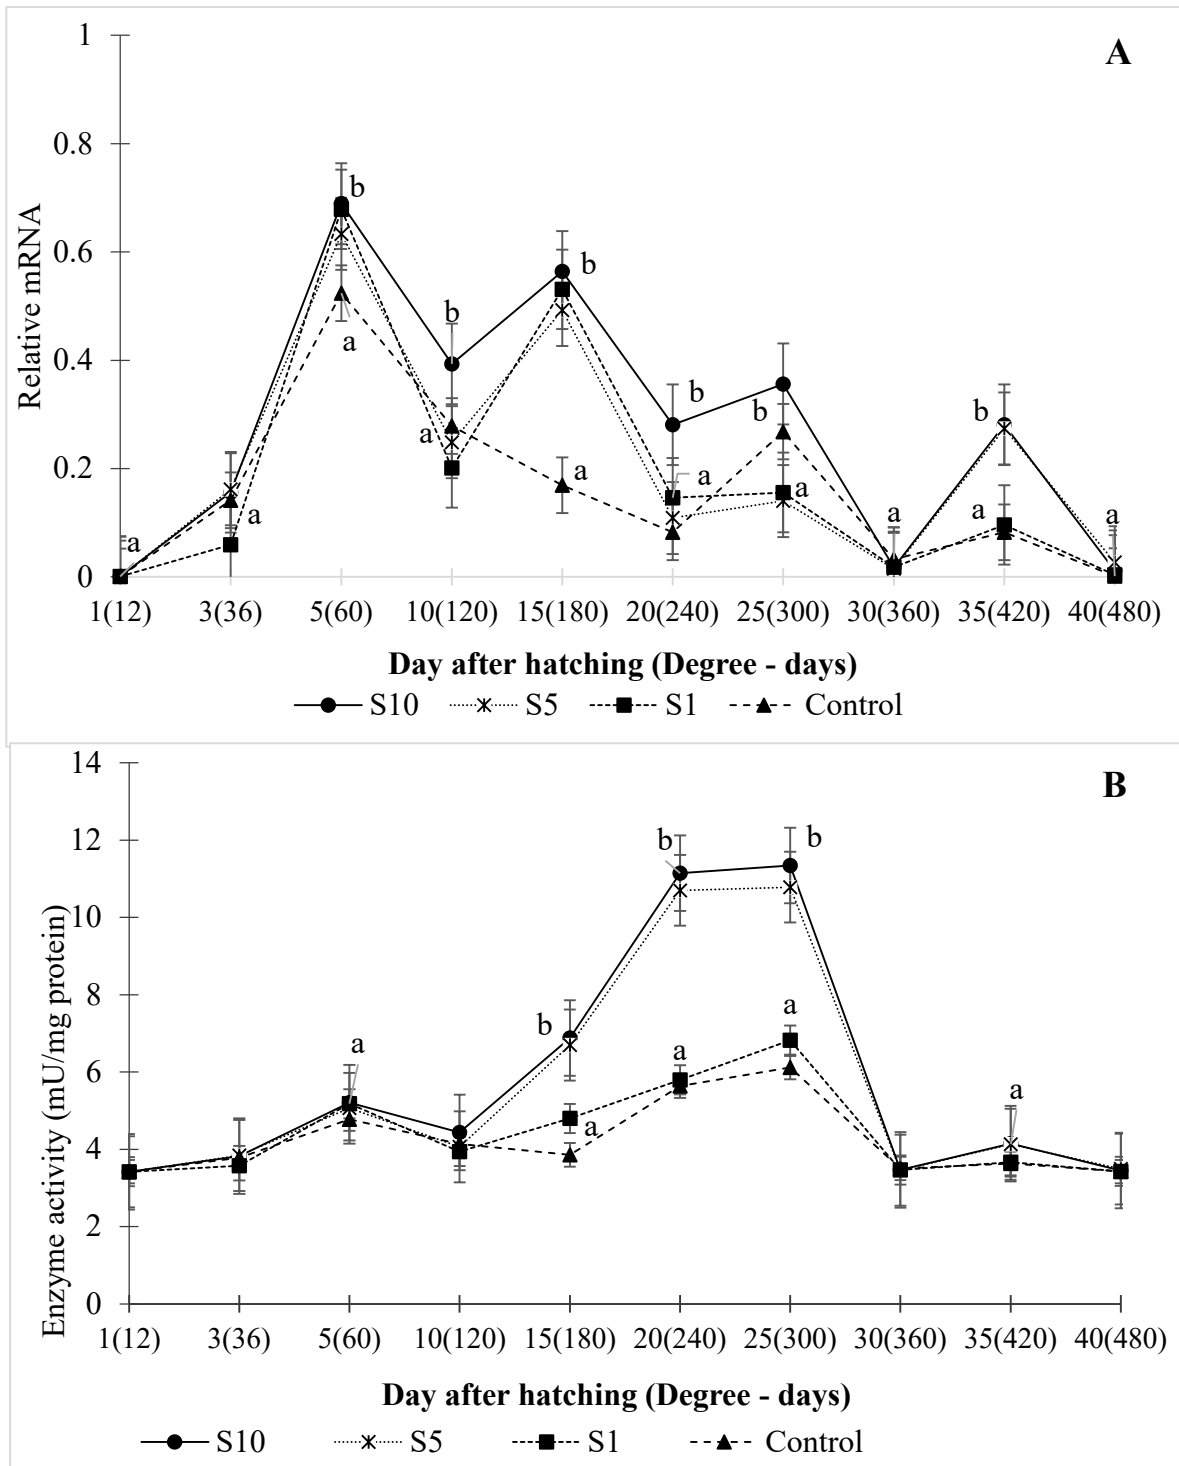 A
1
0.8
0.6
0.4
0.2
0
Relative mRNA
a
a
b
a
b
a
b
a
b
a
b
a
a
b
a
a
1(12) 3(36) 5(60) 10(120) 15(180) 20(240) 25(300) 30(360) 35(420) 40(480)
Day after hatching (Degree - days)
S10 S5 S1 Control
B
14
12
10
8
6
4
2
0
Enzyme activity (mU/mg protein)
a
b
a
b
a
b
a
a
1(12) 3(36) 5(60) 10(120) 15(180) 20(240) 25(300) 30(360) 35(420) 40(480)
Day after hatching (Degree - days)
S10 S5 S1 Control